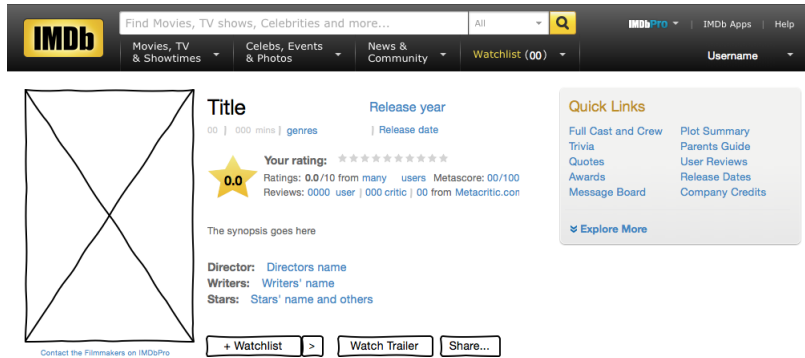 IMDb
Find Movies, TV shows, Celebrities and more... All
IMDbPro | IMDb Apps | Help
Movies, TV & Showtimes
Celebs, Events & Photos
News & Community
Watchlist (00)
Username
Title Release year
00 | 000 mins | genres | Release date
Your rating:
0.0
Ratings: 0.0/10 from many users Metascore: 00/100
Reviews: 0000 user | 000 critic | 00 from Metacritic.con
The synopsis goes here
Director: Directors name
Writers: Writers' name
Stars: Stars' name and others
+ Watchlist > Watch Trailer Share...
Contact the Filmmakers on IMDbPro
Quick Links
Full Cast and Crew Plot Summary
Trivia Parents Guide
Quotes User Reviews
Awards Release Dates
Message Board Company Credits
Explore More